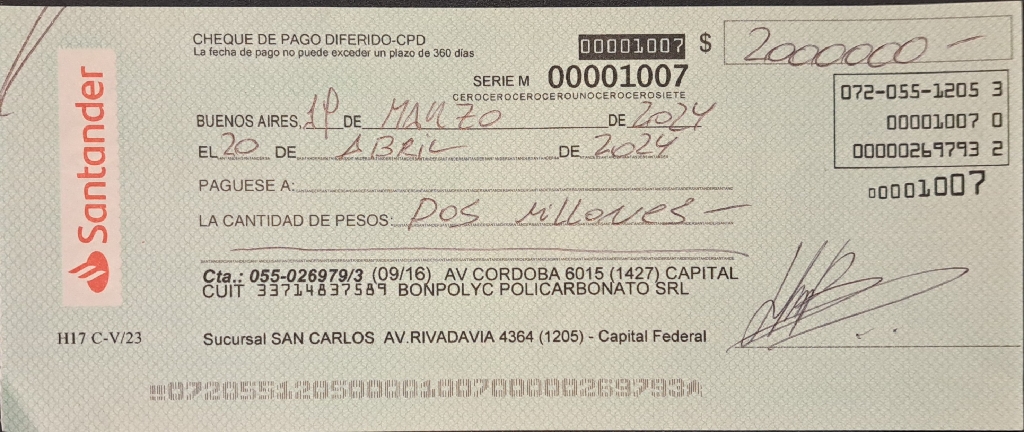 Santander
CHEQUE DE PAGO DIFERIDO-CPD
La fecha de pago no puede exceder un plazo de 360 días
00001007 $ 2000000 —
SERIE M 00001007
CEROCEROCEROCEROUNOCEROCEROSIETE
072-055-1205 3
00001007 0
00000269793 2
00001007
BUENOS AIRES, 19 DE MARZO DE 2024
EL 20 DE ABRIL DE 2024
PAGUESE A:
LA CANTIDAD DE PESOS: DOS Millones —
Cta.: 055-026979/3 (09/16) AV CORDOBA 6015 (1427) CAPITAL
CUIT 33714837589 BONPOLYC POLICARBONATO SRL
H17 C-V/23
Sucursal SAN CARLOS AV.RIVADAVIA 4364 (1205) - Capital Federal